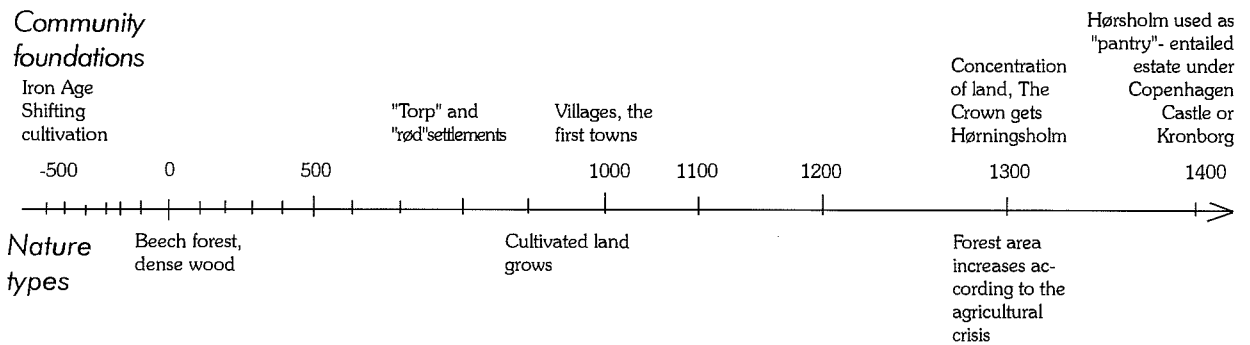 Community
foundations
Iron Age
Shifting
cultivation
"Torp" and
"rød"settlements
Villages, the
first towns
Concentration
of land, The
Crown gets
Hørningsholm
Hørsholm used as
"pantry"- entailed
estate under
Copenhagen
Castle or
Kronborg
-500 0 500 1000 1100 1200 1300 1400
Nature
types
Beech forest,
dense wood
Cultivated land
grows
Forest area
increases ac-
cording to the
agricultural
crisis